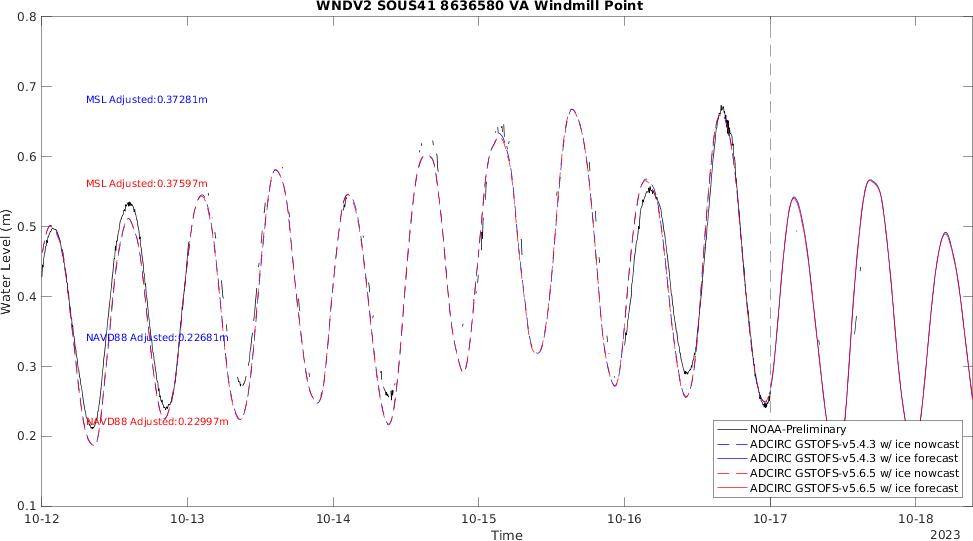 WNDV2 SOUS41 8636580 VA Windmill Point
0.8
0.7
0.6
0.5
0.4
0.3
0.2
0.1
Water Level (m)
MSL Adjusted:0.37281m
MSL Adjusted:0.37597m
NAVD88 Adjusted:0.22681m
NAVD88 Adjusted:0.22997m
NOAA-Preliminary
ADCIRC GSTOFS-v5.4.3 w/ ice nowcast
ADCIRC GSTOFS-v5.4.3 w/ ice forecast
ADCIRC GSTOFS-v5.6.5 w/ ice nowcast
ADCIRC GSTOFS-v5.6.5 w/ ice forecast
10-12 10-13 10-14 10-15 10-16 10-17 10-18
Time
2023